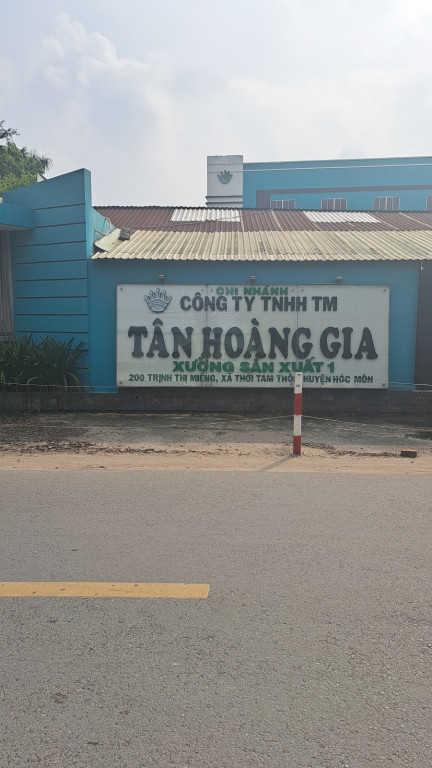 CHI NHÁNH
CÔNG TY TNHH TM
TÂN HOÀNG GIA
XƯỞNG SẢN XUẤT 1
200 TRỊNH THỊ MIẾNG, XÃ THỚI TAM THÔN, HUYỆN HÓC MÔN